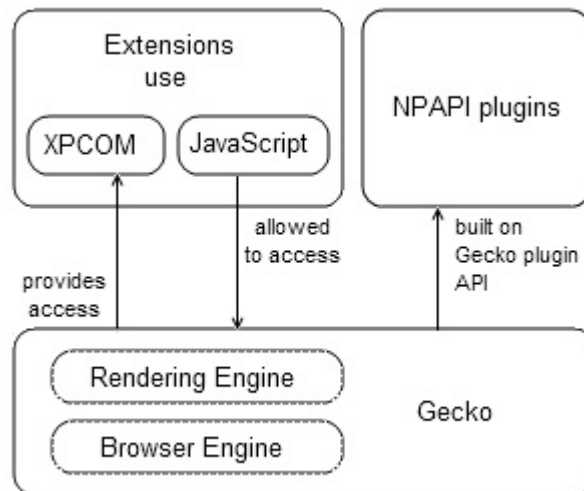 Extensions
use
XPCOM
JavaScript
NPAPI plugins
provides
access
allowed
to access
built on
Gecko plugin
API
Rendering Engine
Gecko
Browser Engine